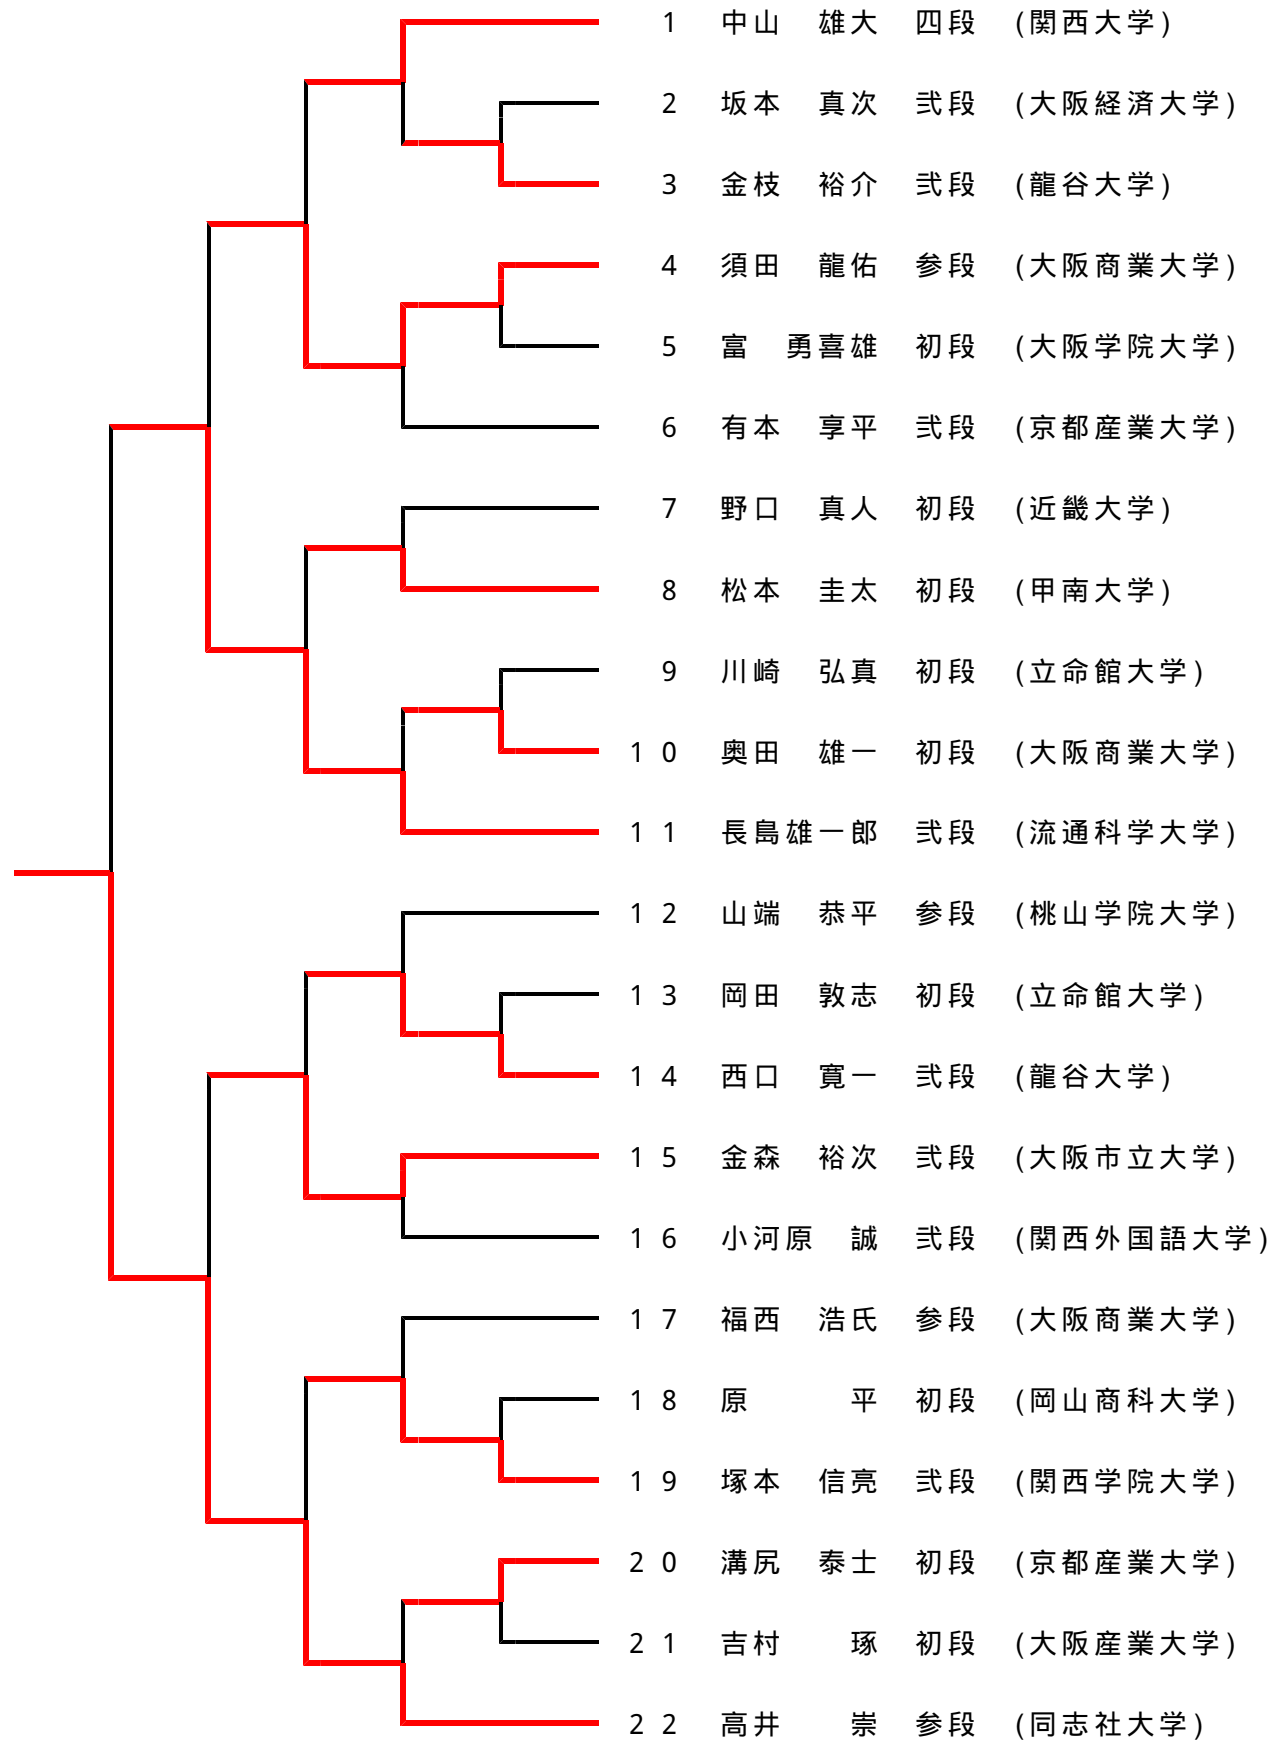 1 中山 雄大 四段 (関西大学)
2 坂本 真次 弐段 (大阪経済大学)
3 金枝 裕介 弐段 (龍谷大学)
4 須田 龍佑 参段 (大阪商業大学)
5 富 勇喜雄 初段 (大阪学院大学)
6 有本 享平 弐段 (京都産業大学)
7 野口 真人 初段 (近畿大学)
8 松本 圭太 初段 (甲南大学)
9 川崎 弘真 初段 (立命館大学)
10 奥田 雄一 初段 (大阪商業大学)
11 長島雄一郎 弐段 (流通科学大学)
12 山端 恭平 参段 (桃山学院大学)
13 岡田 敦志 初段 (立命館大学)
14 西口 寛一 弐段 (龍谷大学)
15 金森 裕次 弐段 (大阪市立大学)
16 小河原 誠 弐段 (関西外国語大学)
17 福西 浩氏 参段 (大阪商業大学)
18 原 平 初段 (岡山商科大学)
19 塚本 信亮 弐段 (関西学院大学)
20 溝尻 泰士 初段 (京都産業大学)
21 吉村 琢 初段 (大阪産業大学)
22 高井 崇 参段 (同志社大学)